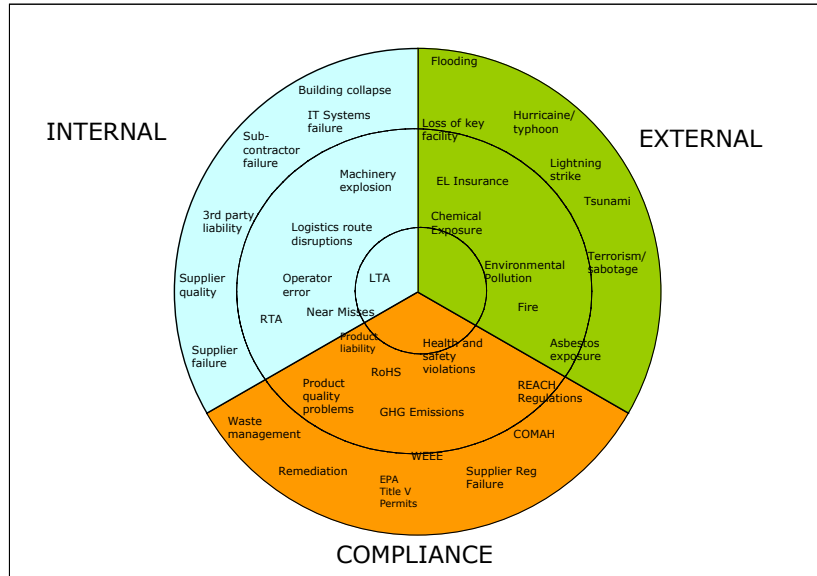 INTERNAL
Building collapse
IT Systems
failure
Sub-
contractor
failure
Machinery
explosion
3rd party
liability
Logistics route
disruptions
Supplier
quality
Operator
error
LTA
Near Misses
RTA
Supplier
failure
EXTERNAL
Flooding
Hurricaine/
typhoon
Loss of key
facility
Lightning
strike
EL Insurance
Tsunami
Chemical
Exposure
Terrorism/
sabotage
Environmental
Pollution
Fire
Asbestos
exposure
Product
liability
Health and
safety
violations
RoHS
Product
quality
problems
REACH
Regulations
GHG Emissions
Waste
management
COMAH
WEEE
Remediation
EPA
Title V
Permits
Supplier Reg
Failure
COMPLIANCE